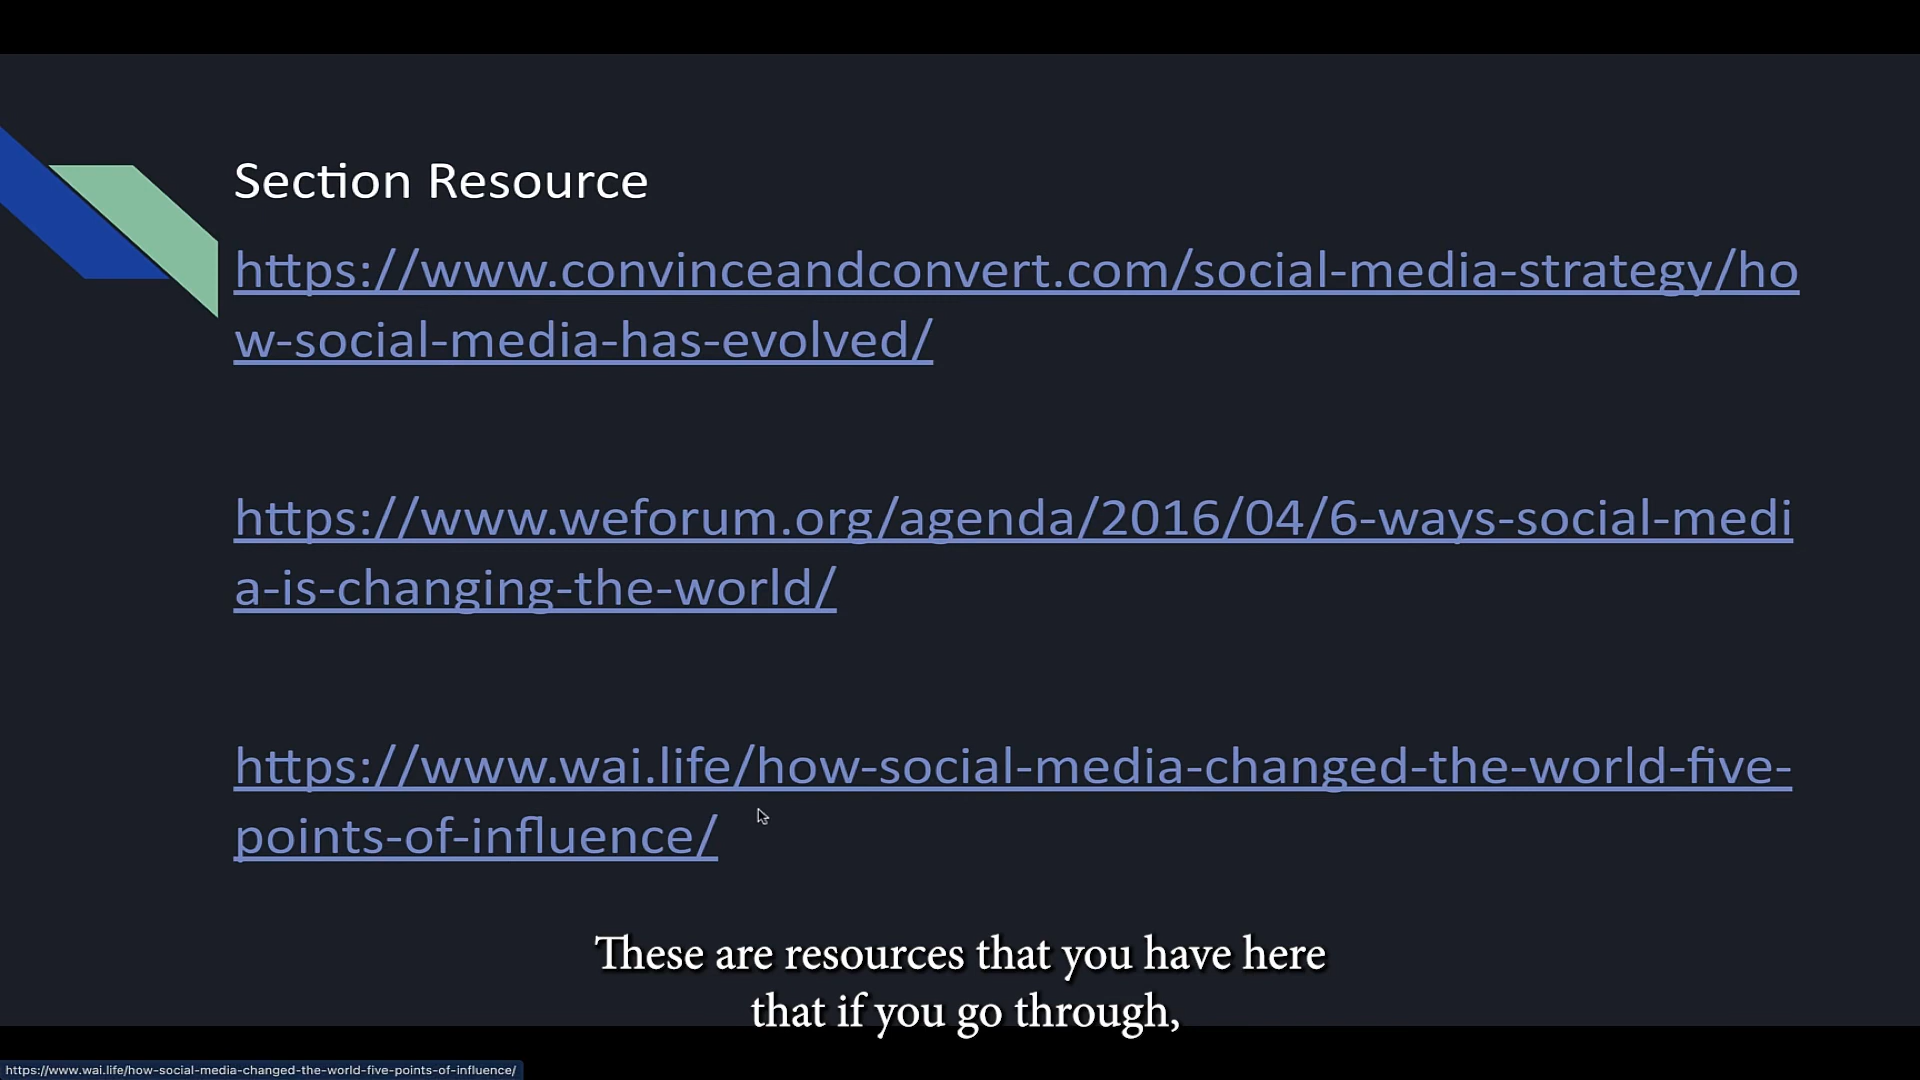 Section Resource
https://www.convinceandconvert.com/social-media-strategy/ho
w-social-media-has-evolved/
https://www.weforum.org/agenda/2016/04/6-ways-social-medi
a-is-changing-the-world/
https://www.wai.life/how-social-media-changed-the-world-five-
points-of-influence/
These are resources that you have here
that if you go through,
https://www.wai.life/how-social-media-changed-the-world-five-points-of-influence/